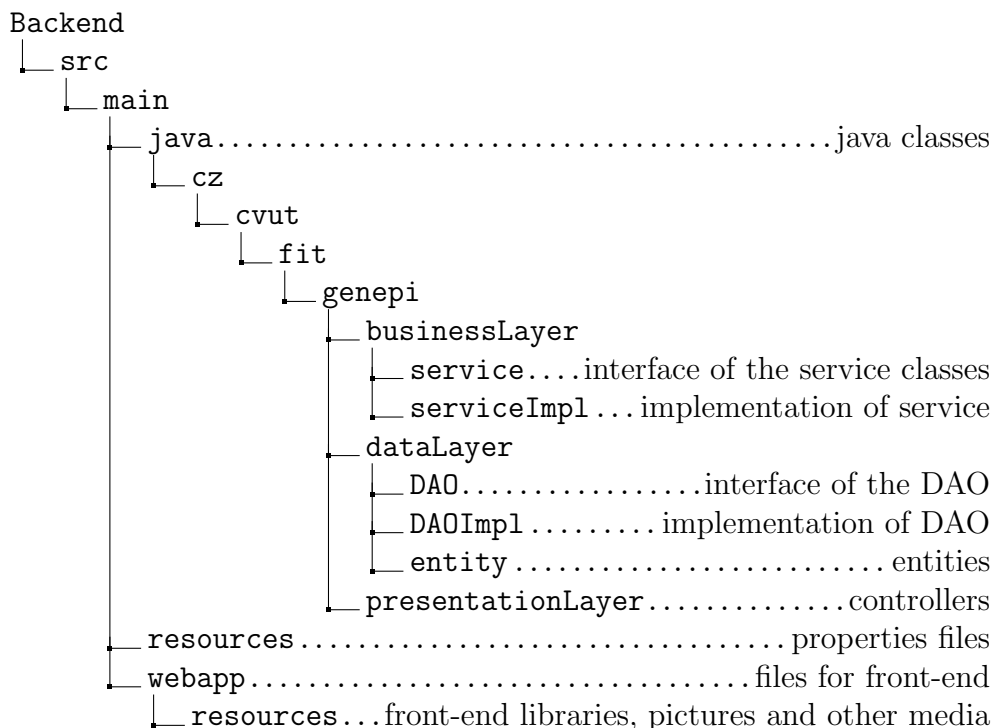 Backend
src
main
java..........................................java classes
cz
cvut
fit
genepi
businessLayer
service....interface of the service classes
serviceImpl...implementation of service
dataLayer
DAO.................interface of the DAO
DAOImpl.........implementation of DAO
entity..........................entities
presentationLayer..............controllers
resources.................................properties files
webapp...................................files for front-end
resources...front-end libraries, pictures and other media